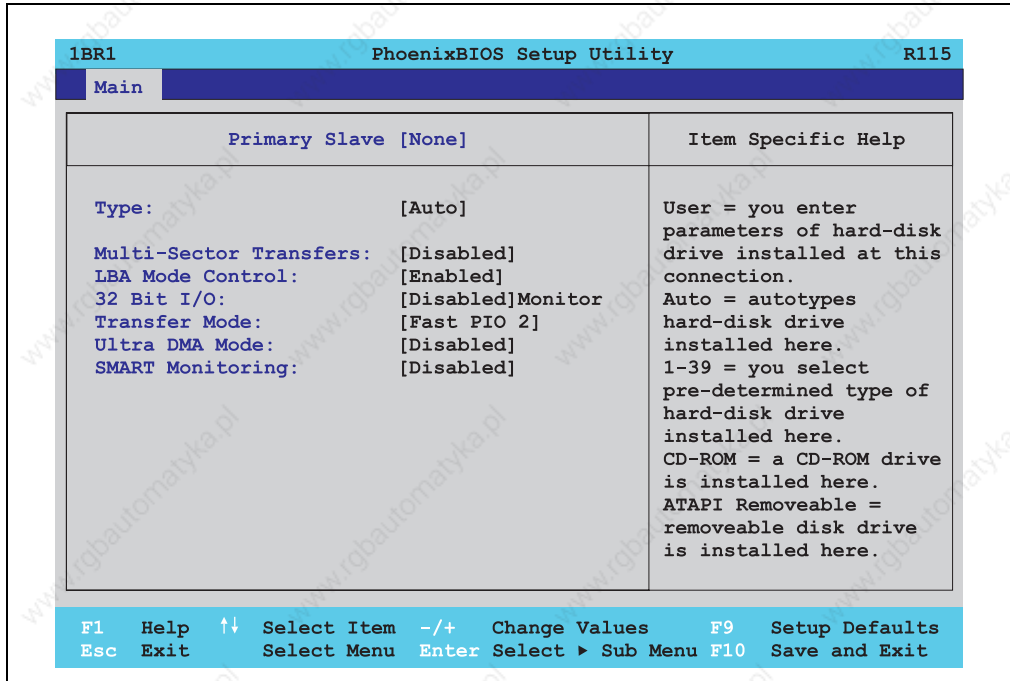 1BR1 PhoenixBIOS Setup Utility R115
Main
Primary Slave [None]
Item Specific Help
Type: [Auto]
Multi-Sector Transfers: [Disabled]
LBA Mode Control: [Enabled]
32 Bit I/O: [Disabled]Monitor
Transfer Mode: [Fast PIO 2]
Ultra DMA Mode: [Disabled]
SMART Monitoring: [Disabled]
User = you enter
parameters of hard-disk
drive installed at this
connection.
Auto = autotypes
hard-disk drive
installed here.
1-39 = you select
pre-determined type of
hard-disk drive
installed here.
CD-ROM = a CD-ROM drive
is installed here.
ATAPI Removeable =
removeable disk drive
is installed here.
F1 Help ↑↓ Select Item -/+ Change Values F9 Setup Defaults
Esc Exit Select Menu Enter Select ▶ Sub Menu F10 Save and Exit
www.rgbautomatyka.pl